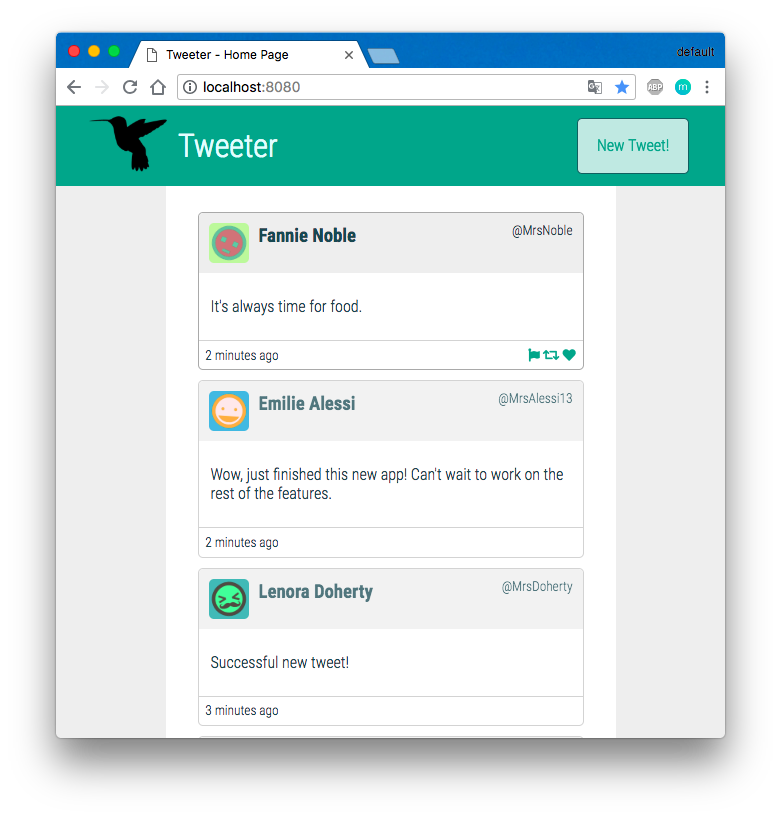 Tweeter - Home Page
default
localhost:8080
ABP
m
Tweeter
New Tweet!
Fannie Noble
@MrsNoble
It's always time for food.
2 minutes ago
Emilie Alessi
@MrsAlessi13
Wow, just finished this new app! Can't wait to work on the
rest of the features.
2 minutes ago
Lenora Doherty
@MrsDoherty
Successful new tweet!
3 minutes ago